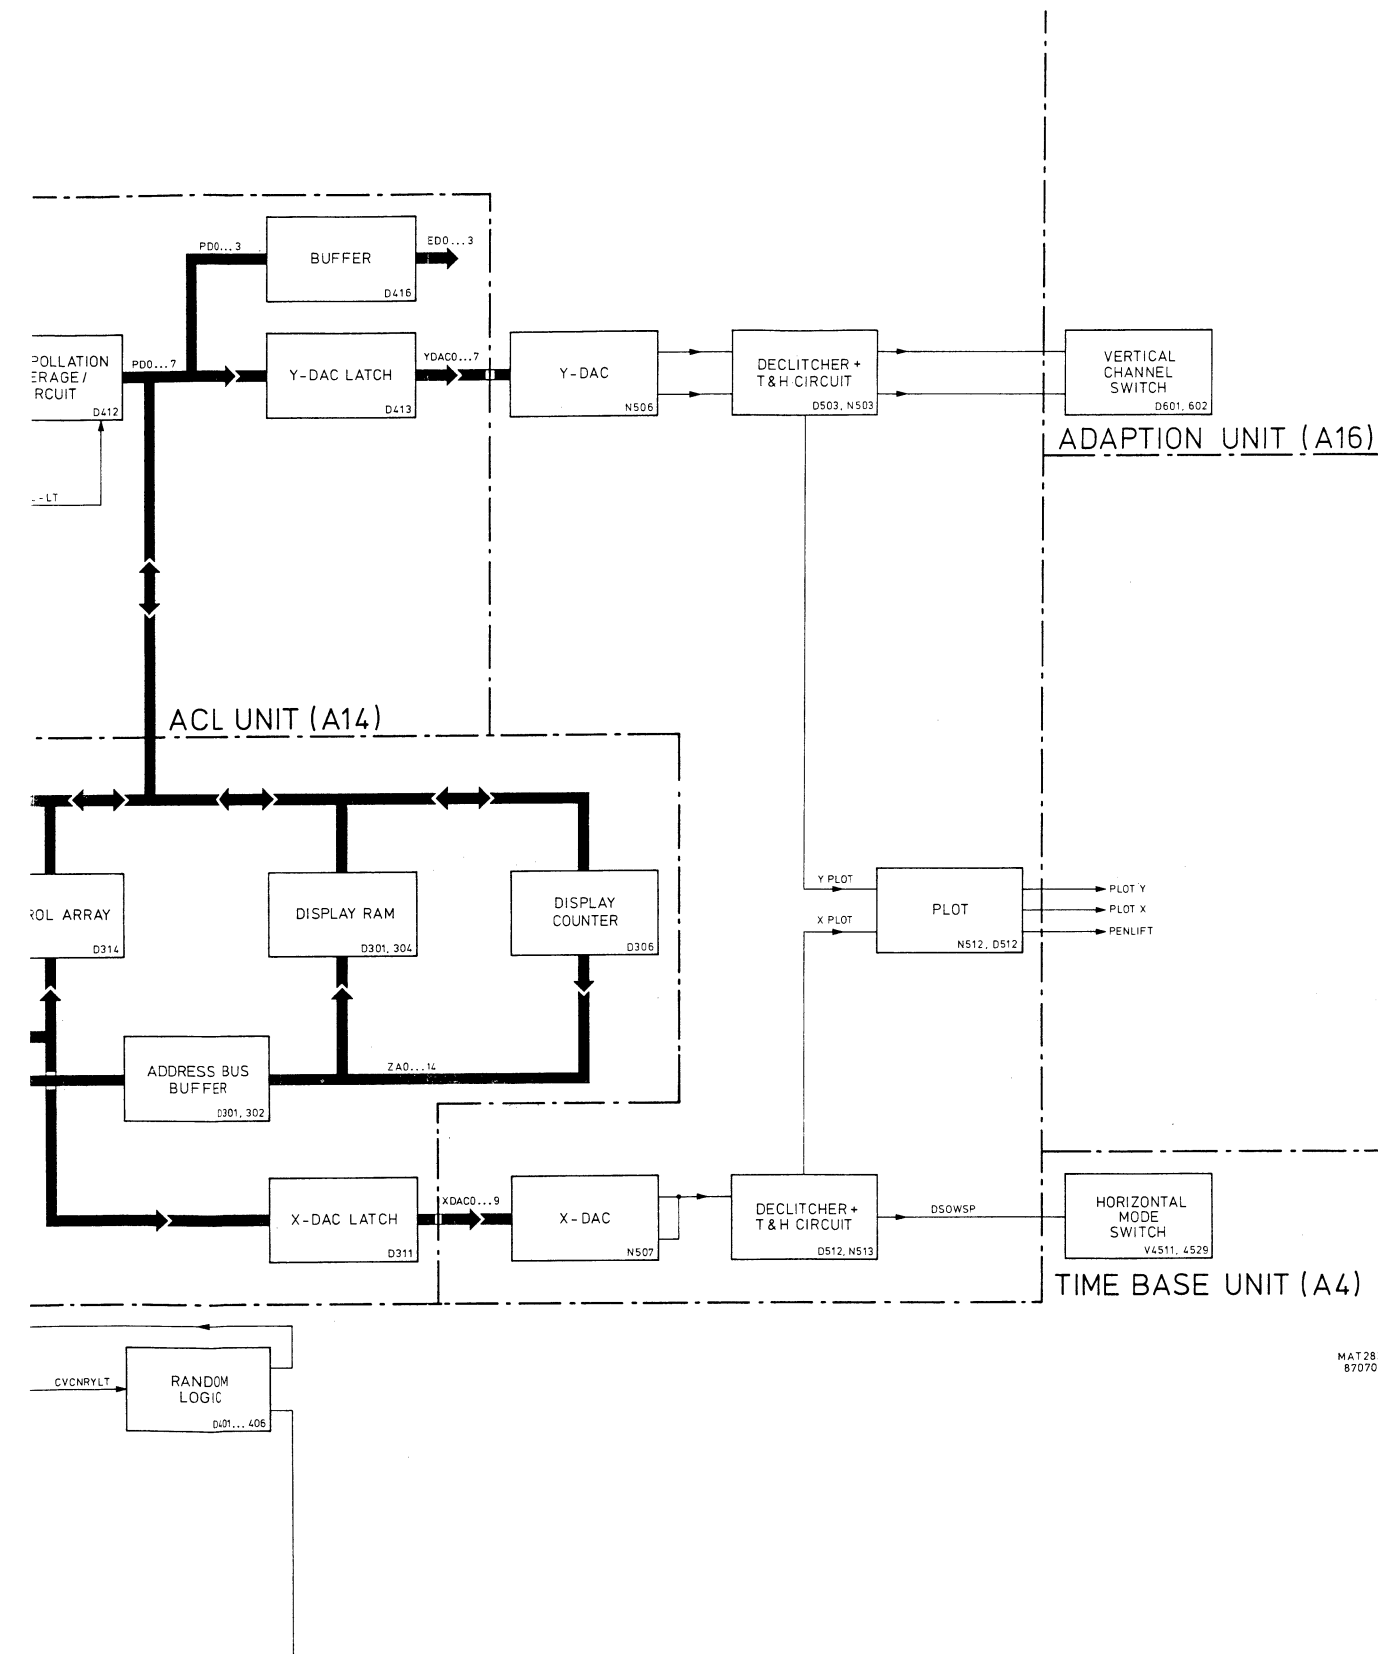 PD0...3
BUFFER
D416
ED0...3
POLLATION
ERAGE/
RCUIT
D412
PD0...7
Y-DAC LATCH
D413
YDAC0...7
Y-DAC
N506
DECLITCHER +
T&H CIRCUIT
D503, N503
VERTICAL
CHANNEL
SWITCH
D601, 602
ADAPTION UNIT (A16)
-LT
ACL UNIT (A14)
ROL ARRAY
D314
DISPLAY RAM
D301, 304
DISPLAY
COUNTER
D306
Y PLOT
X PLOT
PLOT
N512, D512
PLOT Y
PLOT X
PENLIFT
ADDRESS BUS
BUFFER
D301, 302
ZA0...14
X-DAC LATCH
D311
XDAC0...9
X-DAC
N507
DECLITCHER +
T&H CIRCUIT
D512, N513
DSOWSP
HORIZONTAL
MODE
SWITCH
V4511, 4529
TIME BASE UNIT (A4)
CVCNRYLT
RANDOM
LOGIC
D401... 406
MAT28
87070